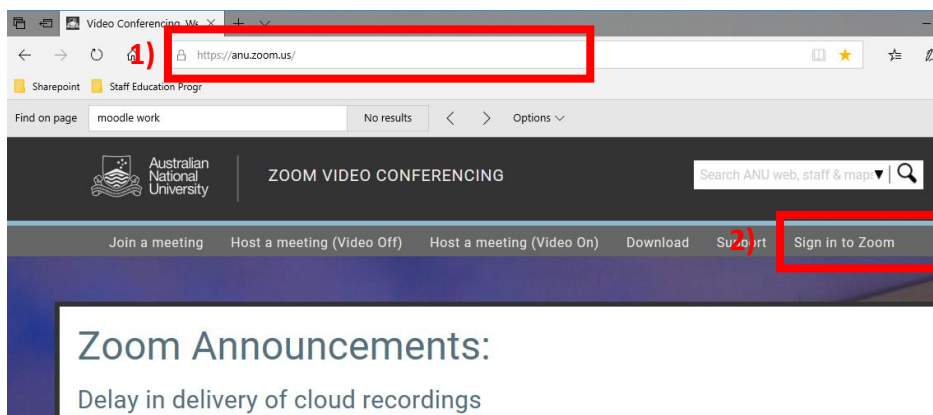 Video Conferencing, We
1)
https://anu.zoom.us/
Sharepoint Staff Education Progr
Find on page moodle work No results Options
Australian
National
University
ZOOM VIDEO CONFERENCING
Search ANU web, staff & maps
2)
Join a meeting Host a meeting (Video Off) Host a meeting (Video On) Download Support Sign in to Zoom
Zoom Announcements:
Delay in delivery of cloud recordings